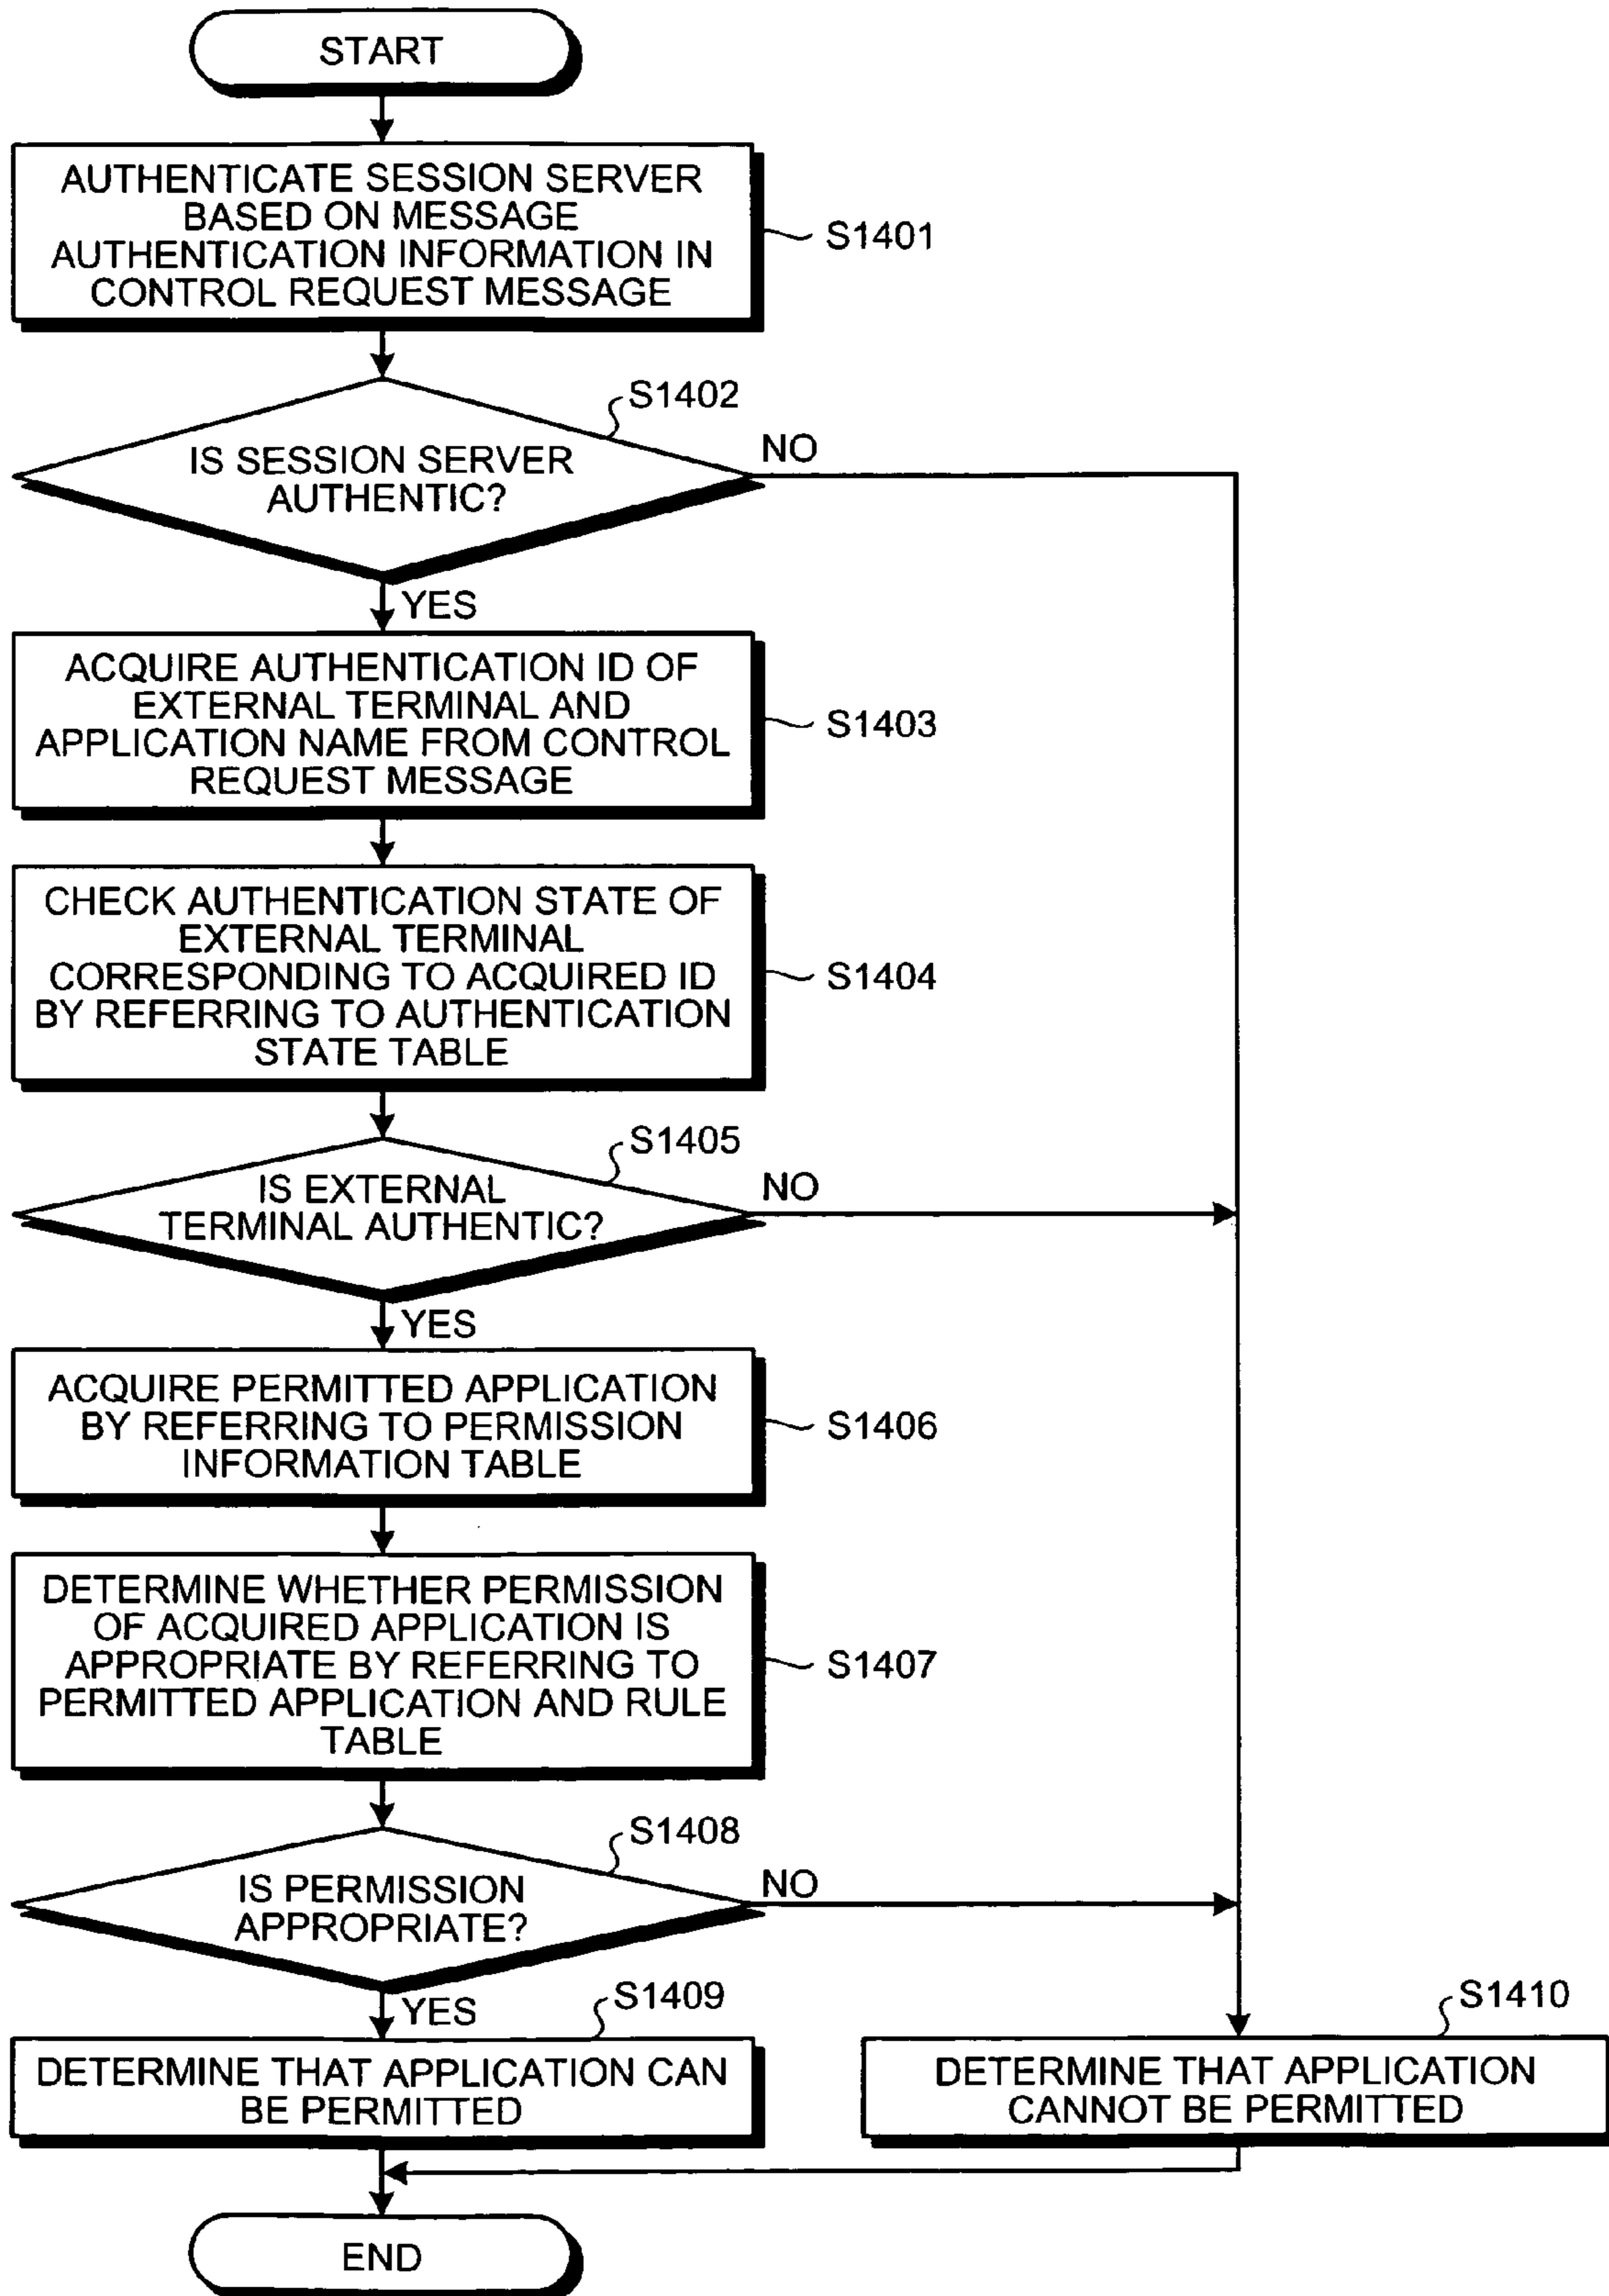 START
AUTHENTICATE SESSION SERVER
BASED ON MESSAGE
AUTHENTICATION INFORMATION IN
CONTROL REQUEST MESSAGE
S1401
S1402
IS SESSION SERVER
AUTHENTIC?
NO
YES
ACQUIRE AUTHENTICATION ID OF
EXTERNAL TERMINAL AND
APPLICATION NAME FROM CONTROL
REQUEST MESSAGE
S1403
CHECK AUTHENTICATION STATE OF
EXTERNAL TERMINAL
CORRESPONDING TO ACQUIRED ID
BY REFERRING TO AUTHENTICATION
STATE TABLE
S1404
S1405
IS EXTERNAL
TERMINAL AUTHENTIC?
NO
YES
ACQUIRE PERMITTED APPLICATION
BY REFERRING TO PERMISSION
INFORMATION TABLE
S1406
DETERMINE WHETHER PERMISSION
OF ACQUIRED APPLICATION IS
APPROPRIATE BY REFERRING TO
PERMITTED APPLICATION AND RULE
TABLE
S1407
S1408
IS PERMISSION
APPROPRIATE?
NO
YES
S1409
DETERMINE THAT APPLICATION CAN
BE PERMITTED
S1410
DETERMINE THAT APPLICATION
CANNOT BE PERMITTED
END